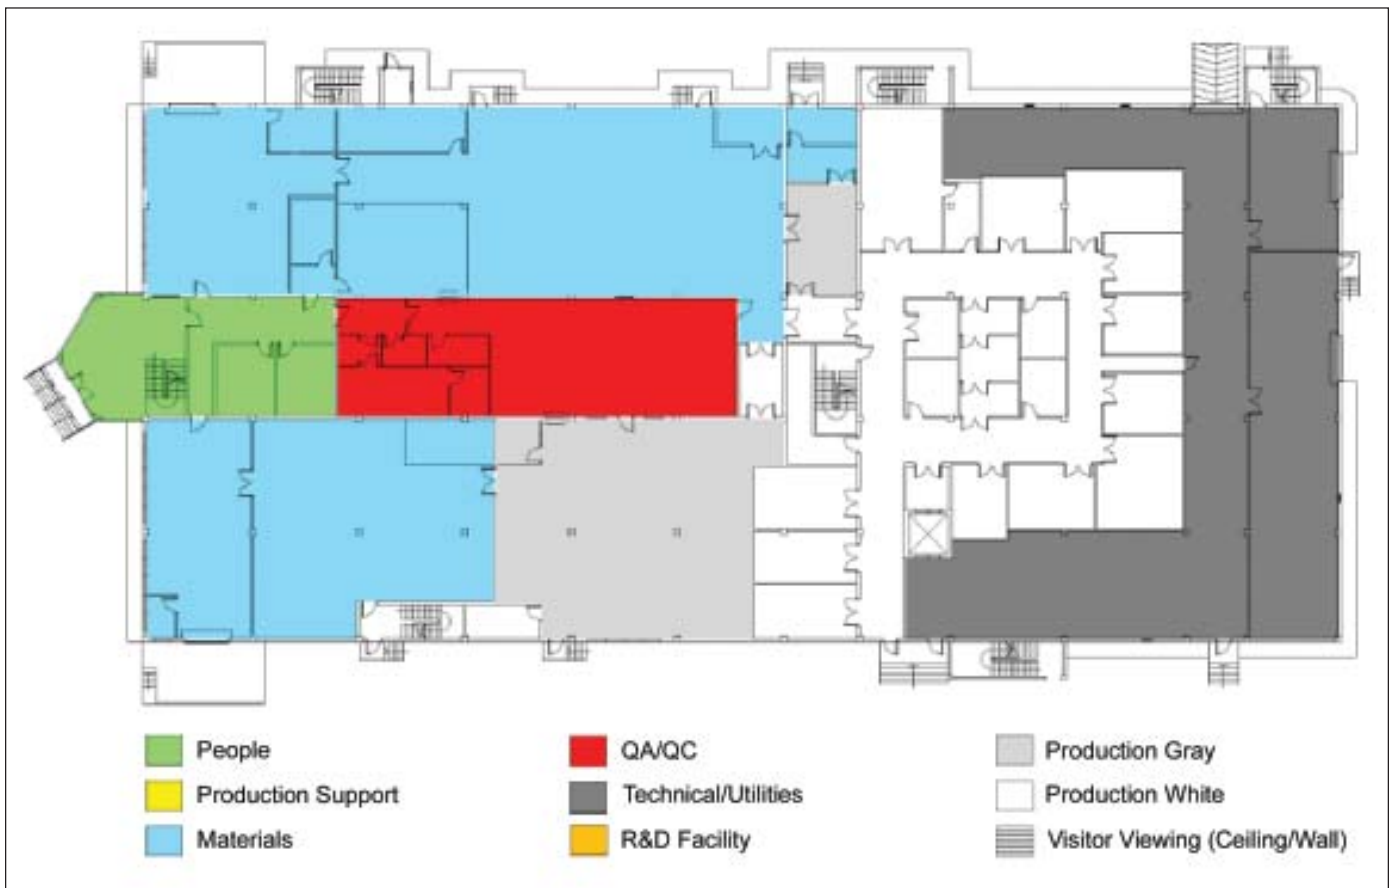 People
QA/QC
Production Gray
Production Support
Technical/Utilities
Production White
Materials
R&D Facility
Visitor Viewing (Ceiling/Wall)